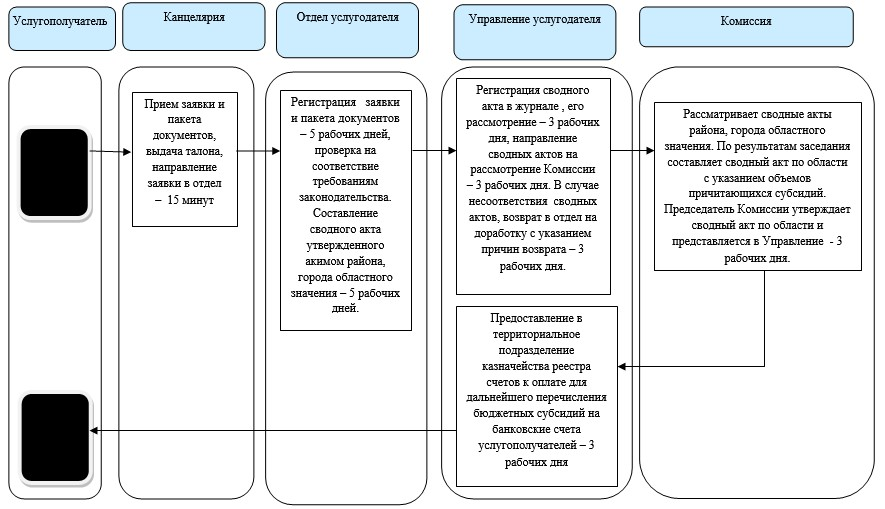 Услугополучатель
Канцелярия
Отдел услугодателя
Управление услугодателя
Комиссия
Прием заявки и
пакета
документов,
выдача талона,
направление
заявки в отдел
– 15 минут
Регистрация заявки
и пакета документов
– 5 рабочих дней,
проверка на
соответствие
требованиям
законодательства.
Составление
сводного акта
утвержденного
акимом района,
города областного
значения – 5 рабочих
дней.
Регистрация сводного
акта в журнале , его
рассмотрение – 3 рабочих
дня, направление
сводных актов на
рассмотрение Комиссии
– 3 рабочих дня. В случае
несоответствия сводных
актов, возврат в отдел на
доработку с указанием
причин возврата – 3
рабочих дня.
Рассматривает сводные акты
района, города областного
значения. По результатам заседания
составляет сводный акт по области
с указанием объемов
причитающихся субсидий.
Председатель Комиссии утверждает
сводный акт по области и
представляется в Управление - 3
рабочих дня.
Предоставление в
территориальное
подразделение
казначейства реестра
счетов к оплате для
дальнейшего перечисления
бюджетных субсидий на
банковские счета
услугополучателей – 3
рабочих дня